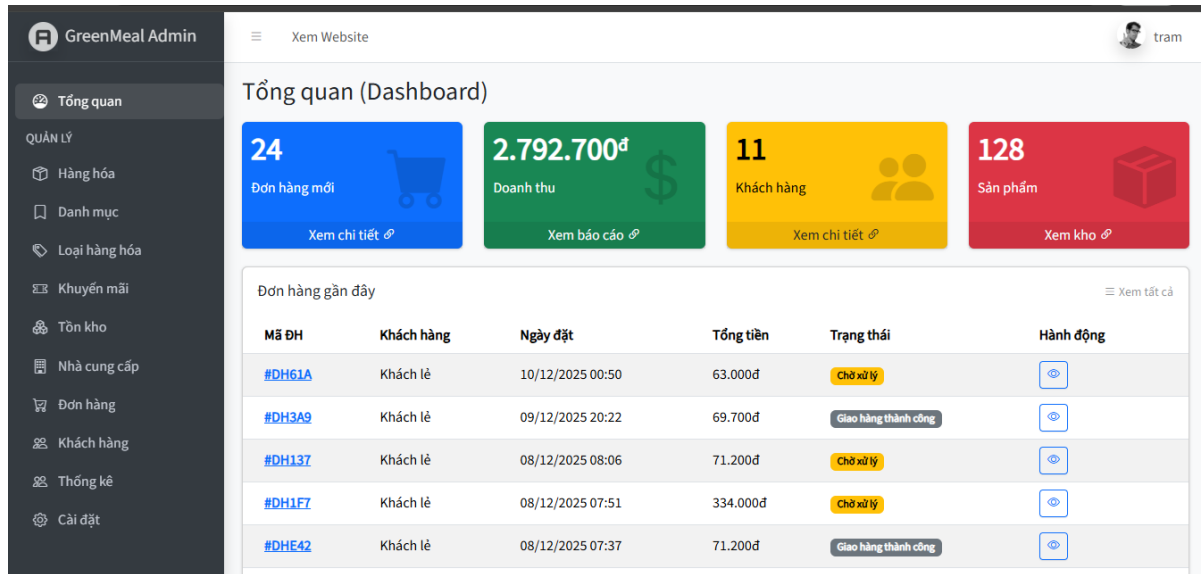 GreenMeal Admin
Xem Website
tram
Tổng quan
QUẢN LÝ
Hàng hóa
Danh mục
Loại hàng hóa
Khuyến mãi
Tồn kho
Nhà cung cấp
Đơn hàng
Khách hàng
Thống kê
Cài đặt
Tổng quan (Dashboard)
24
Đơn hàng mới
Xem chi tiết
2.792.700đ
Doanh thu
Xem báo cáo
11
Khách hàng
Xem chi tiết
128
Sản phẩm
Xem kho
Đơn hàng gần đây
Xem tất cả
Mã ĐH Khách hàng Ngày đặt Tổng tiền Trạng thái Hành động
#DH61A Khách lẻ 10/12/2025 00:50 63.000đ Chờ xử lý
#DH3A9 Khách lẻ 09/12/2025 20:22 69.700đ Giao hàng thành công
#DH137 Khách lẻ 08/12/2025 08:06 71.200đ Chờ xử lý
#DH1F7 Khách lẻ 08/12/2025 07:51 334.000đ Chờ xử lý
#DHE42 Khách lẻ 08/12/2025 07:37 71.200đ Giao hàng thành công